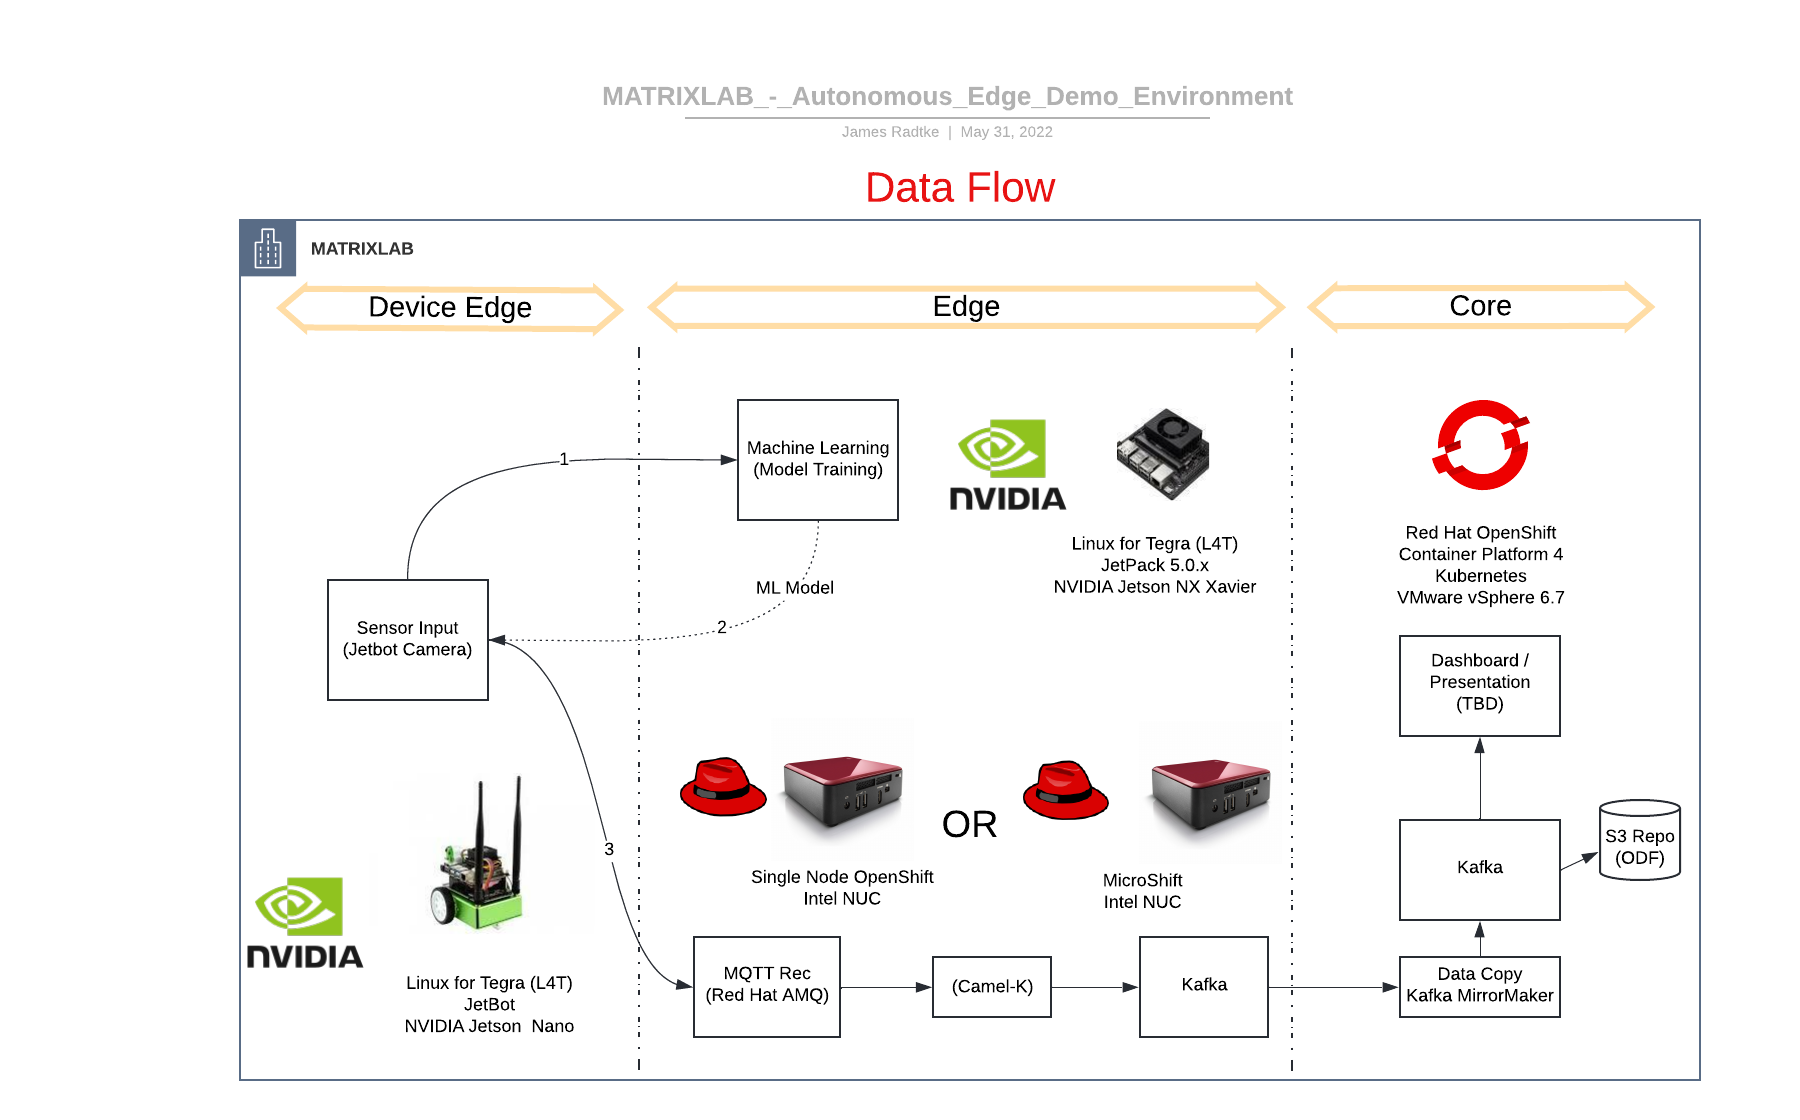 MATRIXLAB_-_Autonomous_Edge_Demo_Environment
James Radtke | May 31, 2022
Data Flow
MATRIXLAB
Device Edge
Edge
Core
Machine Learning
(Model Training)
1
NVIDIA
Linux for Tegra (L4T)
JetPack 5.0.x
NVIDIA Jetson NX Xavier
Red Hat OpenShift
Container Platform 4
Kubernetes
VMware vSphere 6.7
ML Model
2
Sensor Input
(Jetbot Camera)
Dashboard /
Presentation
(TBD)
3
OR
Single Node OpenShift
Intel NUC
MicroShift
Intel NUC
Kafka
S3 Repo
(ODF)
NVIDIA
Linux for Tegra (L4T)
JetBot
NVIDIA Jetson  Nano
MQTT Rec
(Red Hat AMQ)
(Camel-K)
Kafka
Data Copy
Kafka MirrorMaker